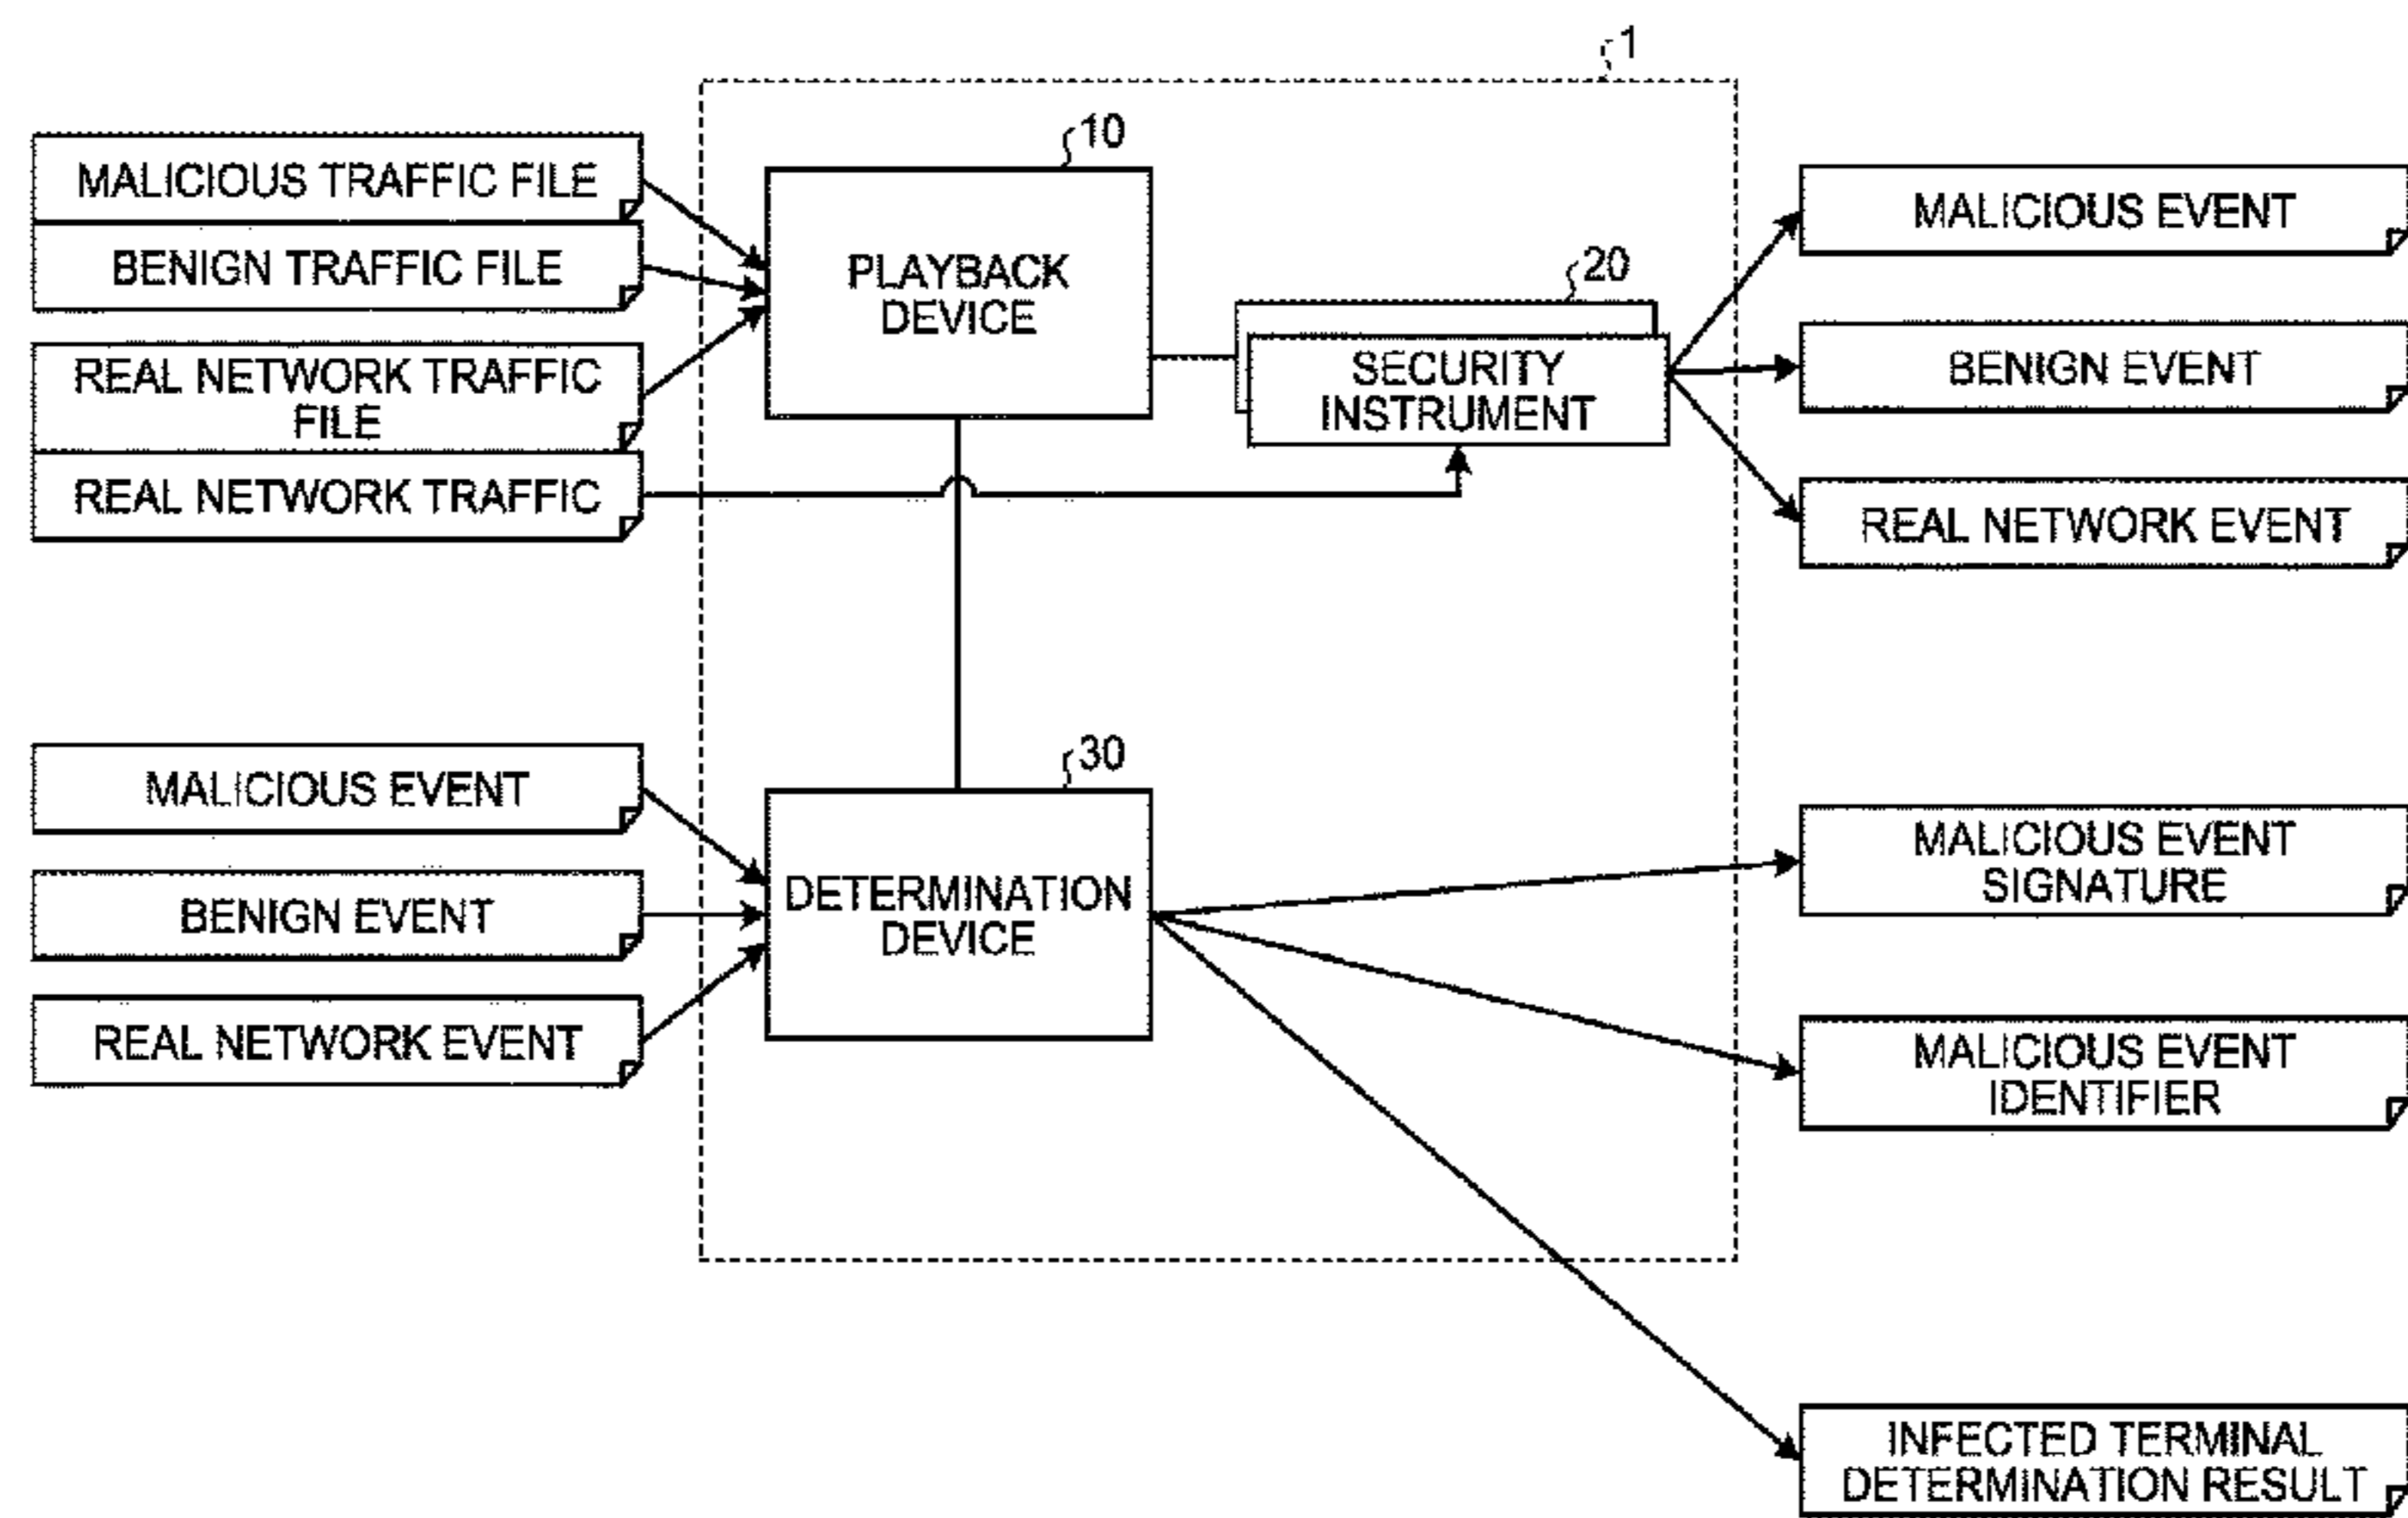 1
10
MALICIOUS TRAFFIC FILE
BENIGN TRAFFIC FILE
REAL NETWORK TRAFFIC
FILE
REAL NETWORK TRAFFIC
PLAYBACK
DEVICE
20
SECURITY
INSTRUMENT
MALICIOUS EVENT
BENIGN EVENT
REAL NETWORK EVENT
30
MALICIOUS EVENT
BENIGN EVENT
REAL NETWORK EVENT
DETERMINATION
DEVICE
MALICIOUS EVENT
SIGNATURE
MALICIOUS EVENT
IDENTIFIER
INFECTED TERMINAL
DETERMINATION RESULT